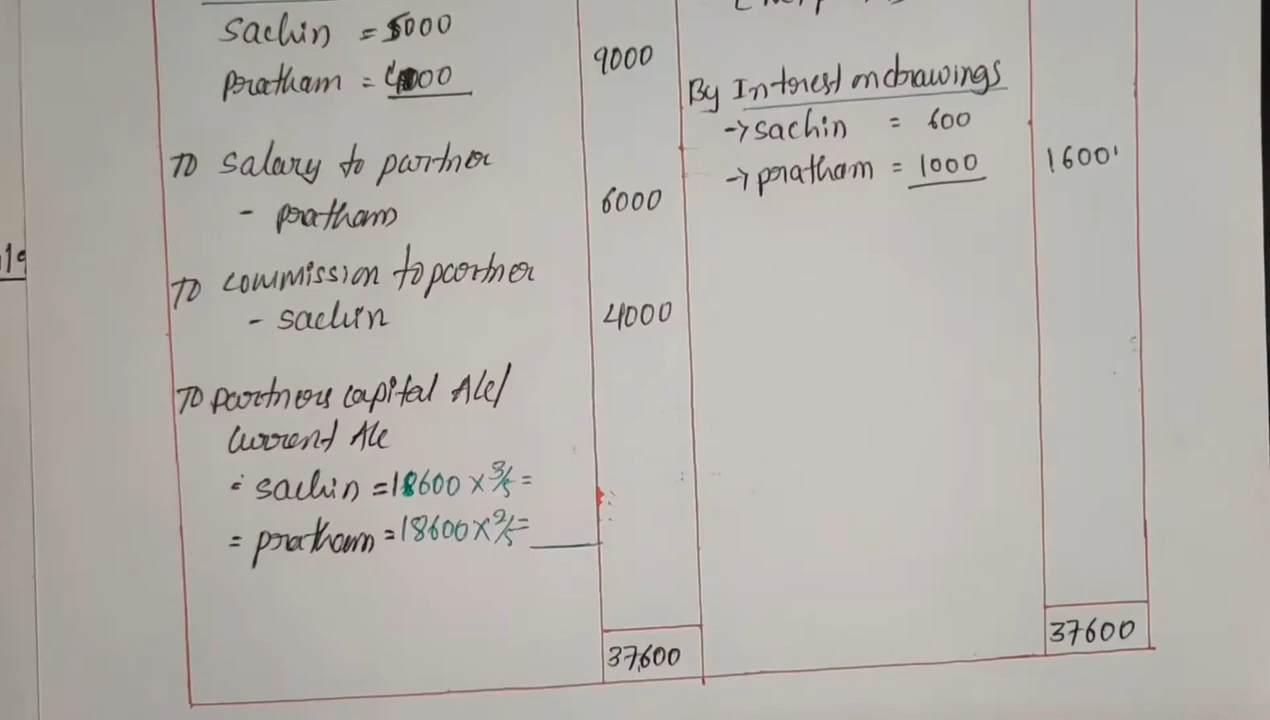 Sachin = 5000
Pratham = 4000
9000
To Salary to partner
- pratham
6000
To commission to partner
- sachin
4000
To partners capital A/c/
Current A/c
= sachin = 18600 × 3/5 =
= pratham = 18600 × 2/5 =
37600
By Interest on drawings
→ sachin = 600
→ pratham = 1000
1600
37600